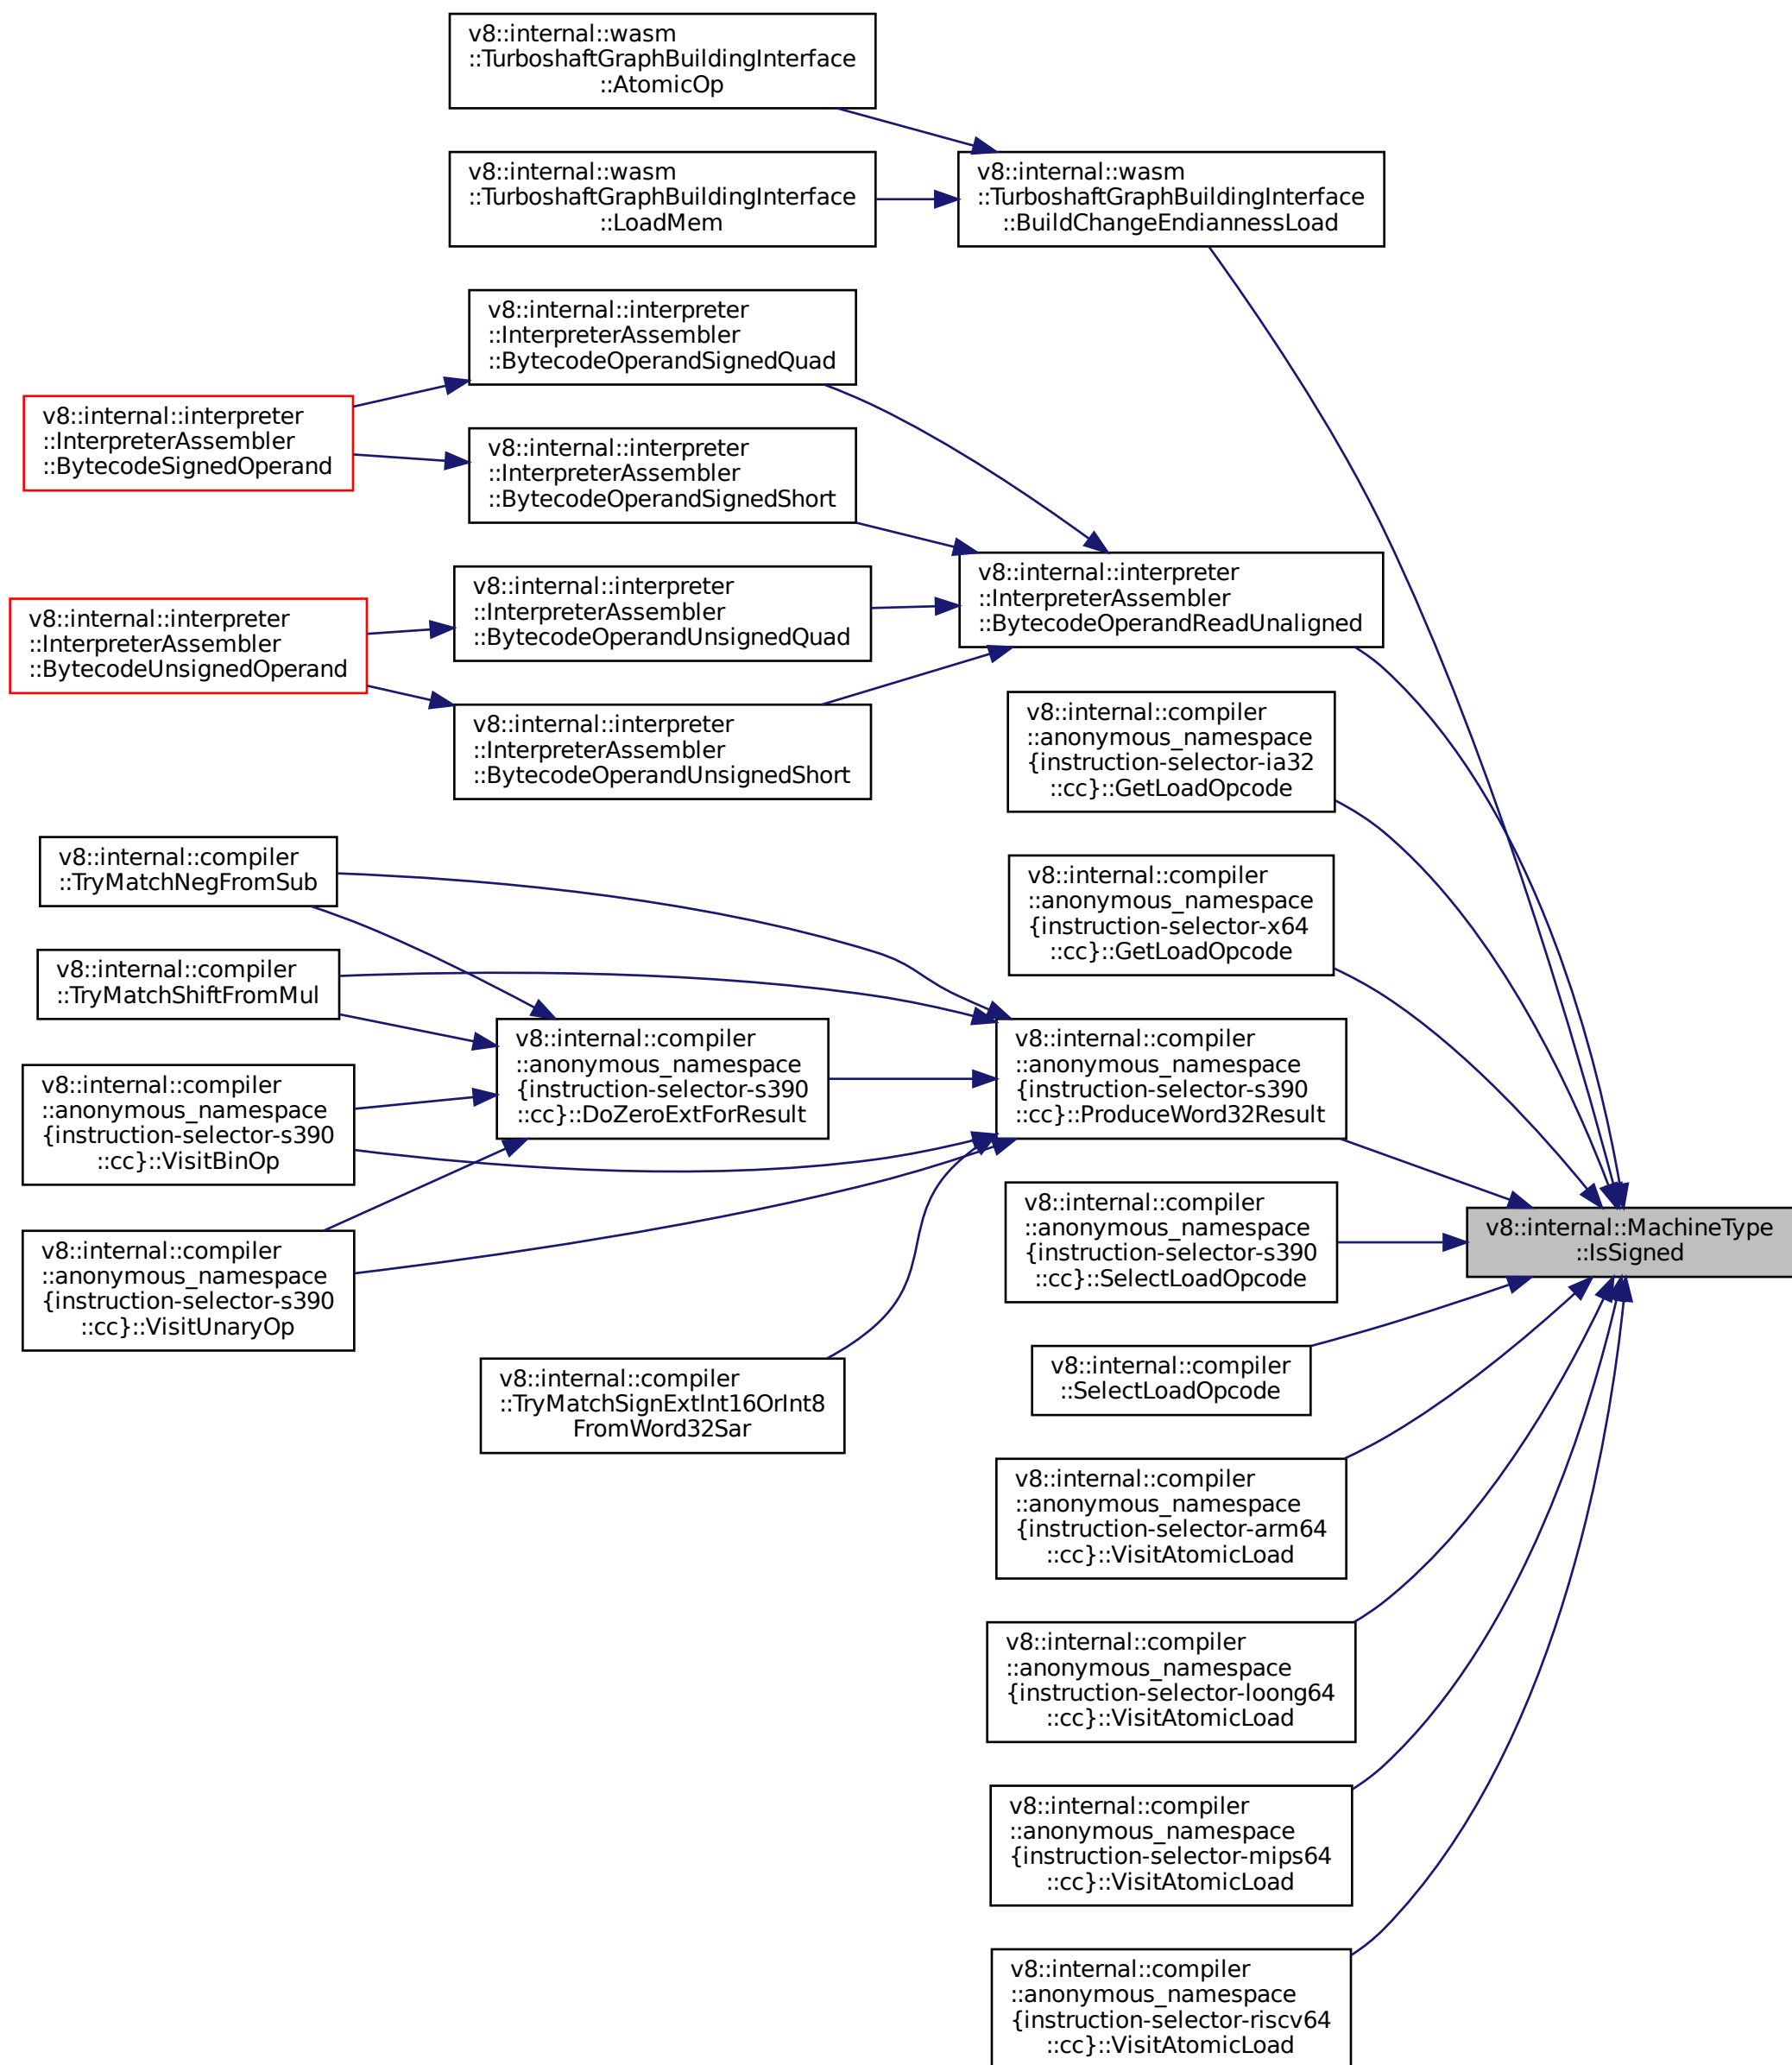 v8::internal::wasm
::TurboshaftGraphBuildingInterface
::AtomicOp
v8::internal::wasm
::TurboshaftGraphBuildingInterface
::LoadMem
v8::internal::wasm
::TurboshaftGraphBuildingInterface
::BuildChangeEndiannessLoad
v8::internal::interpreter
::InterpreterAssembler
::BytecodeOperandSignedQuad
v8::internal::interpreter
::InterpreterAssembler
::BytecodeSignedOperand
v8::internal::interpreter
::InterpreterAssembler
::BytecodeOperandSignedShort
v8::internal::interpreter
::InterpreterAssembler
::BytecodeOperandReadUnaligned
v8::internal::interpreter
::InterpreterAssembler
::BytecodeOperandUnsignedQuad
v8::internal::interpreter
::InterpreterAssembler
::BytecodeUnsignedOperand
v8::internal::interpreter
::InterpreterAssembler
::BytecodeOperandUnsignedShort
v8::internal::compiler
::anonymous_namespace
{instruction-selector-ia32
::cc}::GetLoadOpcode
v8::internal::compiler
::TryMatchNegFromSub
v8::internal::compiler
::anonymous_namespace
{instruction-selector-x64
::cc}::GetLoadOpcode
v8::internal::compiler
::TryMatchShiftFromMul
v8::internal::compiler
::anonymous_namespace
{instruction-selector-s390
::cc}::DoZeroExtForResult
v8::internal::compiler
::anonymous_namespace
{instruction-selector-s390
::cc}::ProduceWord32Result
v8::internal::compiler
::anonymous_namespace
{instruction-selector-s390
::cc}::VisitBinOp
v8::internal::compiler
::anonymous_namespace
{instruction-selector-s390
::cc}::SelectLoadOpcode
v8::internal::MachineType
::IsSigned
v8::internal::compiler
::anonymous_namespace
{instruction-selector-s390
::cc}::VisitUnaryOp
v8::internal::compiler
::SelectLoadOpcode
v8::internal::compiler
::TryMatchSignExtInt16OrInt8
FromWord32Sar
v8::internal::compiler
::anonymous_namespace
{instruction-selector-arm64
::cc}::VisitAtomicLoad
v8::internal::compiler
::anonymous_namespace
{instruction-selector-loong64
::cc}::VisitAtomicLoad
v8::internal::compiler
::anonymous_namespace
{instruction-selector-mips64
::cc}::VisitAtomicLoad
v8::internal::compiler
::anonymous_namespace
{instruction-selector-riscv64
::cc}::VisitAtomicLoad